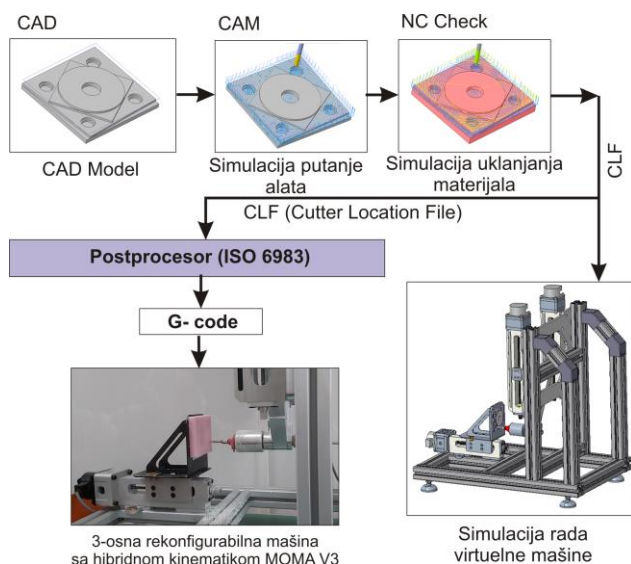 CAD
CAM
NC Check
CAD Model
Simulacija putanje
alata
Simulacija uklanjanja
materijala
CLF
CLF (Cutter Location File)
Postprocesor (ISO 6983)
G- code
3-osna rekonfigurabilna mašina
sa hibridnom kinematikom MOMA V3
Simulacija rada
virtuelne mašine